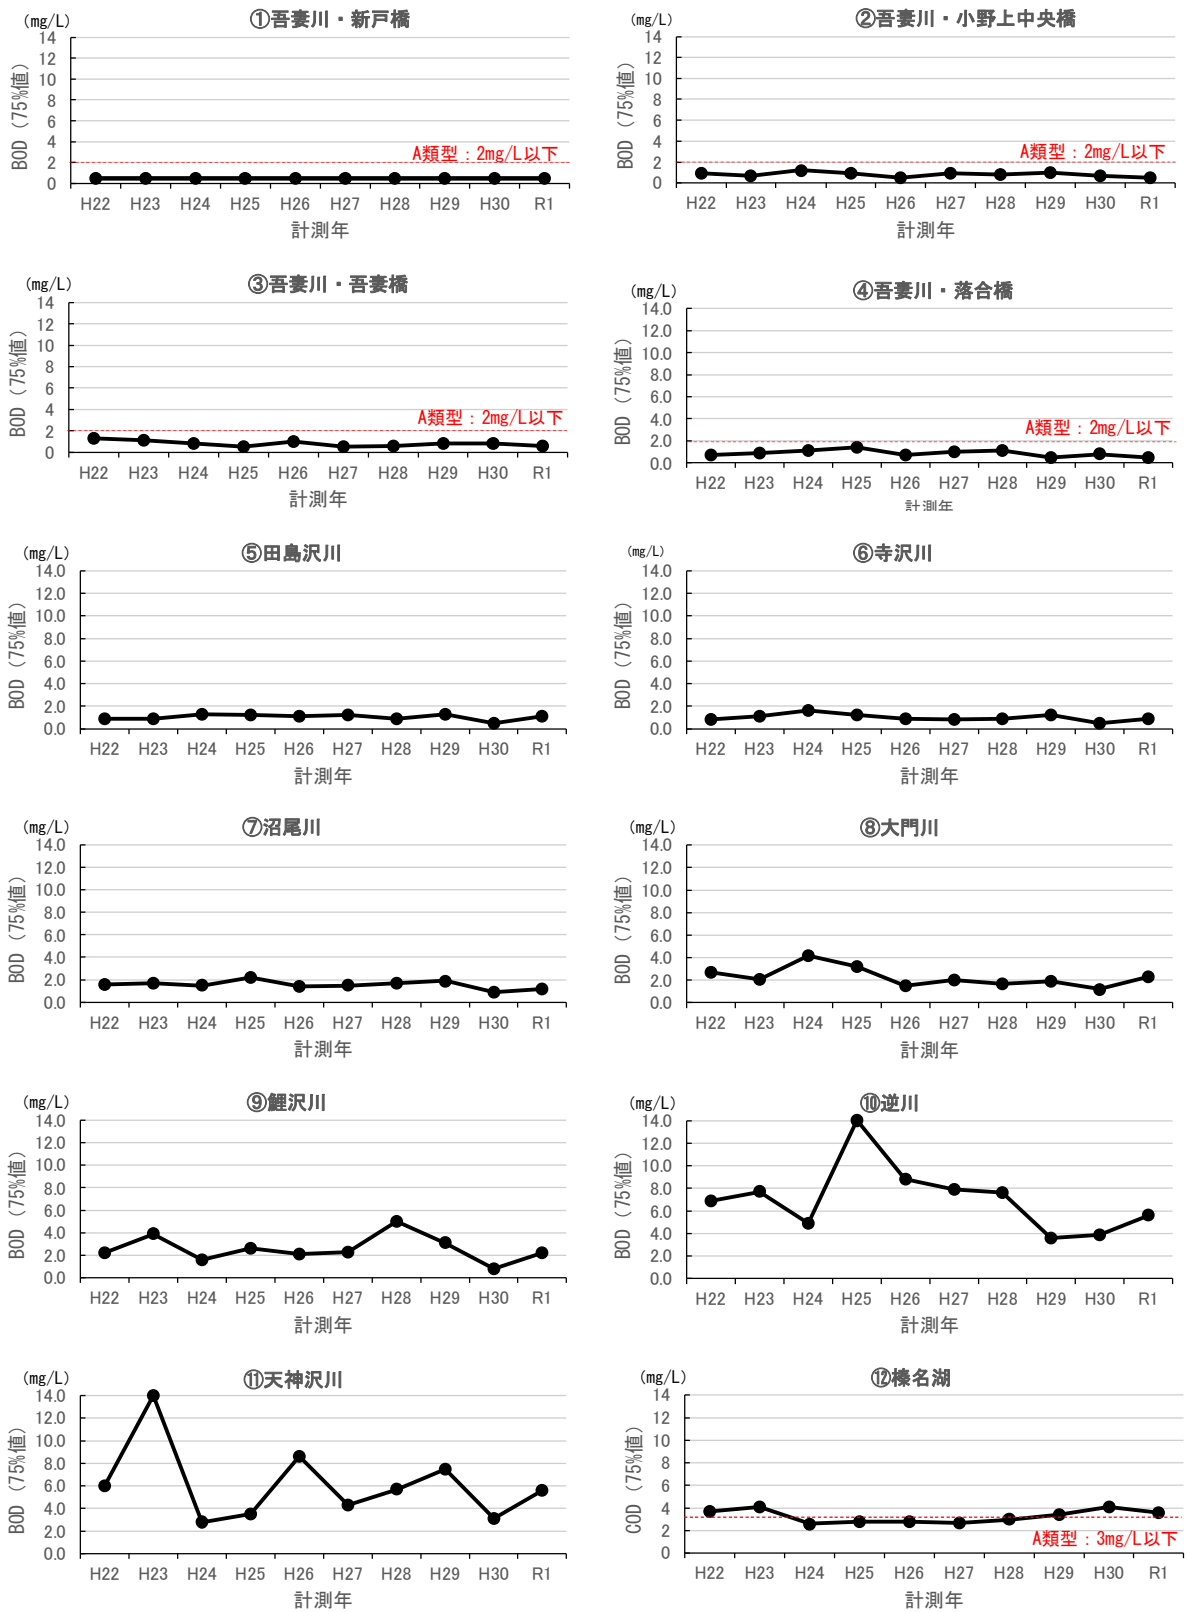 (mg/L)
①吾妻川・新戸橋
BOD (75%値)
14
12
10
8
6
4
2
0
A類型：2mg/L以下
H22 H23 H24 H25 H26 H27 H28 H29 H30 R1
計測年
(mg/L)
②吾妻川・小野上中央橋
BOD (75%値)
14
12
10
8
6
4
2
0
A類型：2mg/L以下
H22 H23 H24 H25 H26 H27 H28 H29 H30 R1
計測年
(mg/L)
③吾妻川・吾妻橋
BOD (75%値)
14
12
10
8
6
4
2
0
A類型：2mg/L以下
H22 H23 H24 H25 H26 H27 H28 H29 H30 R1
計測年
(mg/L)
④吾妻川・落合橋
BOD (75%値)
14.0
12.0
10.0
8.0
6.0
4.0
2.0
0.0
A類型：2mg/L以下
H22 H23 H24 H25 H26 H27 H28 H29 H30 R1
計測年
(mg/L)
⑤田島沢川
BOD (75%値)
14.0
12.0
10.0
8.0
6.0
4.0
2.0
0.0
H22 H23 H24 H25 H26 H27 H28 H29 H30 R1
計測年
(mg/L)
⑥寺沢川
BOD (75%値)
14.0
12.0
10.0
8.0
6.0
4.0
2.0
0.0
H22 H23 H24 H25 H26 H27 H28 H29 H30 R1
計測年
(mg/L)
⑦沼尾川
BOD (75%値)
14.0
12.0
10.0
8.0
6.0
4.0
2.0
0.0
H22 H23 H24 H25 H26 H27 H28 H29 H30 R1
計測年
(mg/L)
⑧大門川
BOD (75%値)
14.0
12.0
10.0
8.0
6.0
4.0
2.0
0.0
H22 H23 H24 H25 H26 H27 H28 H29 H30 R1
計測年
(mg/L)
⑨鯉沢川
BOD (75%値)
14.0
12.0
10.0
8.0
6.0
4.0
2.0
0.0
H22 H23 H24 H25 H26 H27 H28 H29 H30 R1
計測年
(mg/L)
⑩逆川
BOD (75%値)
14.0
12.0
10.0
8.0
6.0
4.0
2.0
0.0
H22 H23 H24 H25 H26 H27 H28 H29 H30 R1
計測年
(mg/L)
⑪天神沢川
BOD (75%値)
14.0
12.0
10.0
8.0
6.0
4.0
2.0
0.0
H22 H23 H24 H25 H26 H27 H28 H29 H30 R1
計測年
(mg/L)
⑫榛名湖
COD (75%値)
14
12
10
8
6
4
2
0
A類型：3mg/L以下
H22 H23 H24 H25 H26 H27 H28 H29 H30 R1
計測年